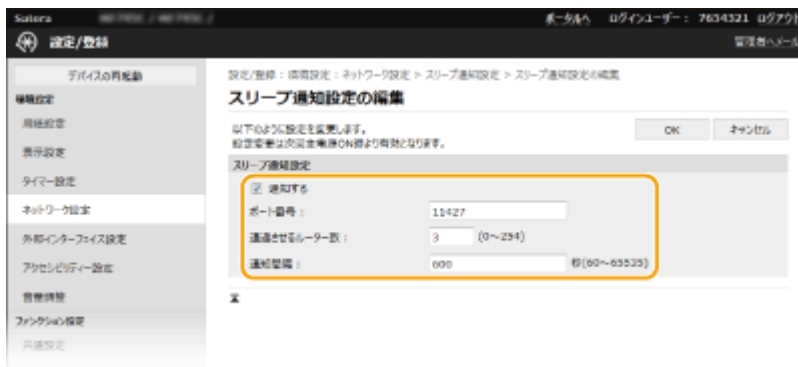 Satera
ポータルへ ログインユーザー： 7654321 ログアウト
設定/登録
管理者へメール
デバイスの再起動
環境設定
用紙設定
表示設定
タイマー設定
ネットワーク設定
外部インターフェイス設定
アクセシビリティー設定
音量調整
ファンクション設定
共通設定
設定/登録：環境設定：ネットワーク設定 > スリープ通知設定 > スリープ通知設定の編集
スリープ通知設定の編集
以下のように設定を変更します。
設定変更は次回主電源ON時より有効となります。
OK キャンセル
スリープ通知設定
通知する
ポート番号： 11427
通過させるルーター数： 3 (0～254)
通知間隔： 600 秒(60～65535)